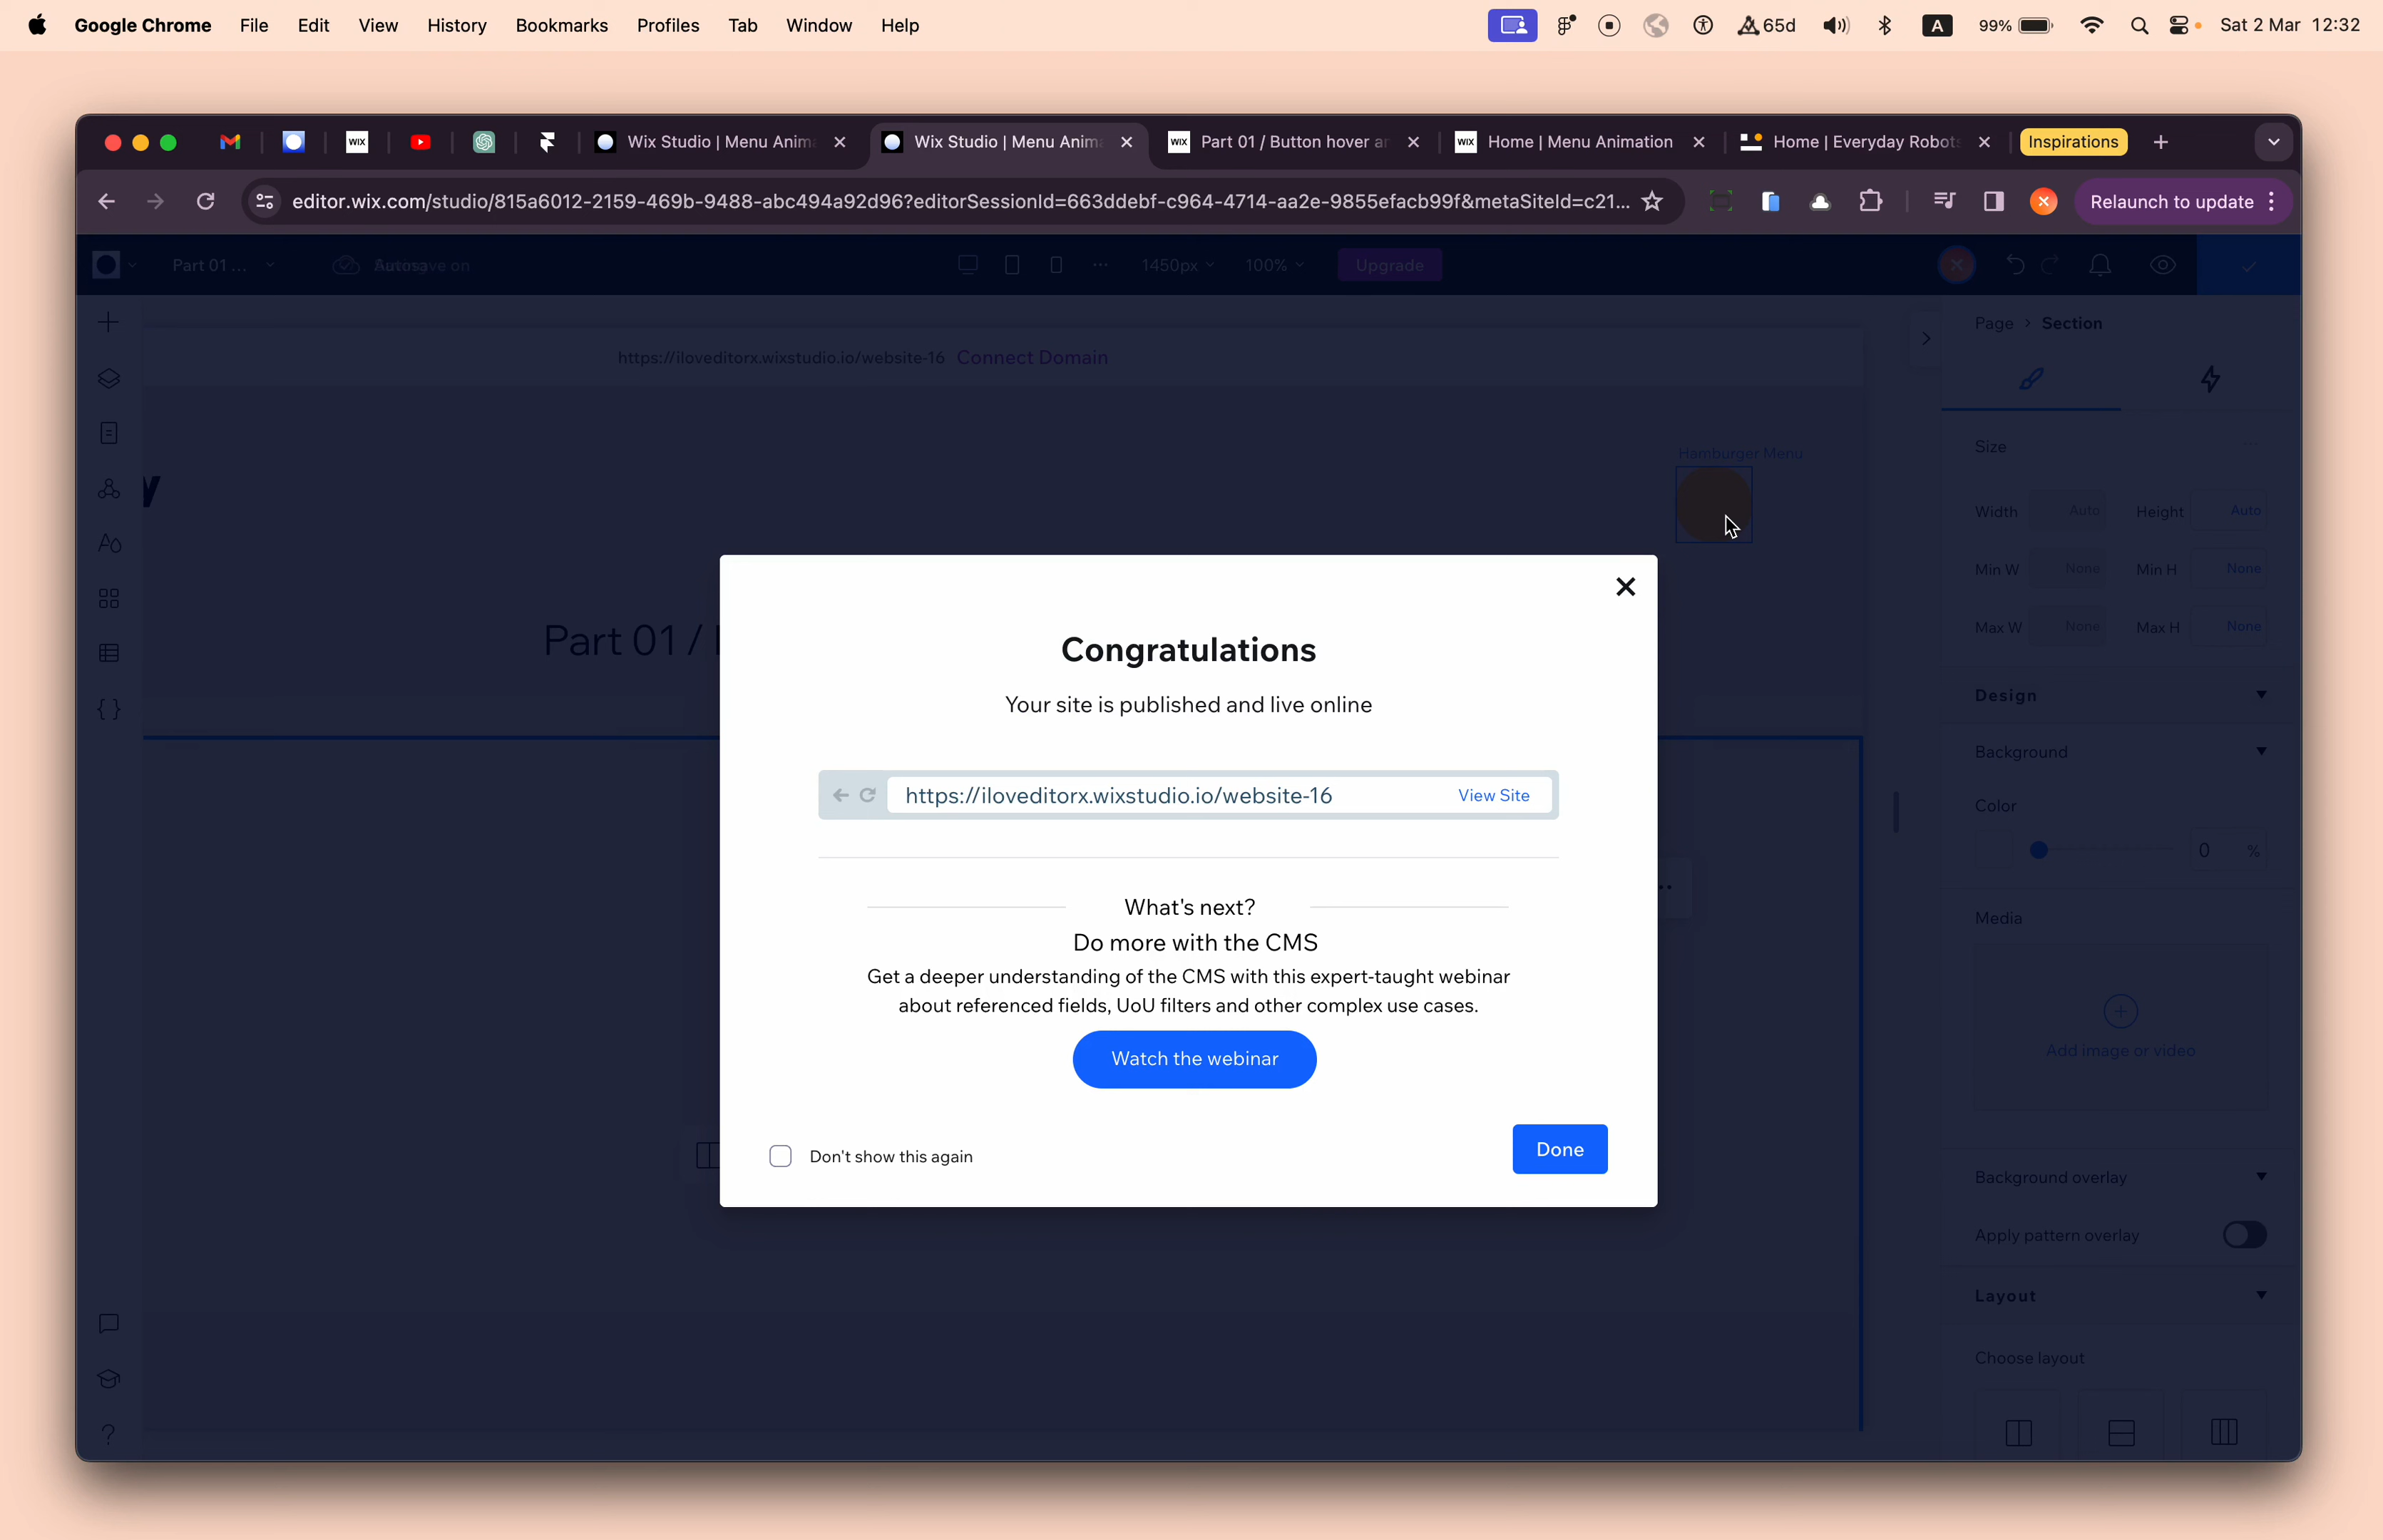 Google Chrome File Edit View History Bookmarks Profiles Tab Window Help 65d A 99% Sat 2 Mar 12:32
WIX Wix Studio | Menu Anim Wix Studio | Menu Anim WIX Part 01 / Button hover an WIX Home | Menu Animation Home | Everyday Robots Inspirations
editor.wix.com/studio/815a6012-2159-469b-9488-abc494a92d96?editorSessionId=663ddebf-c964-4714-aa2e-9855efacb99f&metaSiteId=c21... Relaunch to update
Part 01 ... 1450px 100% Upgrade
https://iloveditorx.wixstudio.io/website-16 Connect Domain
Page > Section
Hamburger Menu
y
Part 01 /
Size
Width Auto Height Auto
Min W None Min H None
Max W None Max H None
Design
Background
Color
0 %
Media
Add image or video
Background overlay
Apply pattern overlay
Layout
Choose layout
Congratulations
Your site is published and live online
https://iloveditorx.wixstudio.io/website-16 View Site
What's next?
Do more with the CMS
Get a deeper understanding of the CMS with this expert-taught webinar
about referenced fields, UoU filters and other complex use cases.
Watch the webinar
Don't show this again
Done